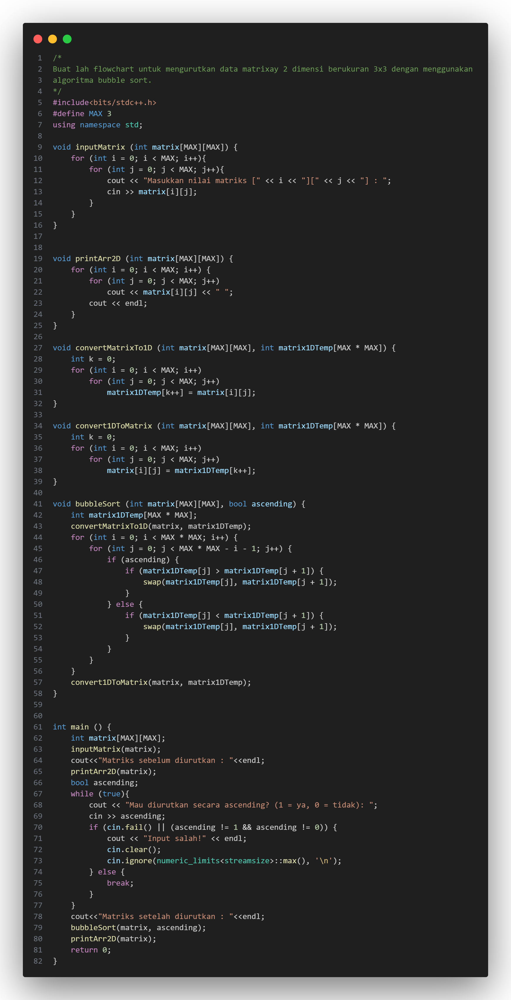 1 /*
2 Buat lah flowchart untuk mengurutkan data matrixay 2 dimensi berukuran 3x3 dengan menggunakan
3 algoritma bubble sort.
4 */
5 #include<bits/stdc++.h>
6 #define MAX 3
7 using namespace std;
8
9 void inputMatrix (int matrix[MAX][MAX]) {
10     for (int i = 0; i < MAX; i++){
11         for (int j = 0; j < MAX; j++){
12             cout << "Masukkan nilai matriks [" << i << "][" << j << "] : ";
13             cin >> matrix[i][j];
14         }
15     }
16 }
17
18
19 void printArr2D (int matrix[MAX][MAX]) {
20     for (int i = 0; i < MAX; i++) {
21         for (int j = 0; j < MAX; j++)
22             cout << matrix[i][j] << " ";
23         cout << endl;
24     }
25 }
26
27 void convertMatrixTo1D (int matrix[MAX][MAX], int matrix1DTemp[MAX * MAX]) {
28     int k = 0;
29     for (int i = 0; i < MAX; i++)
30         for (int j = 0; j < MAX; j++)
31             matrix1DTemp[k++] = matrix[i][j];
32 }
33
34 void convert1DToMatrix (int matrix[MAX][MAX], int matrix1DTemp[MAX * MAX]) {
35     int k = 0;
36     for (int i = 0; i < MAX; i++)
37         for (int j = 0; j < MAX; j++)
38             matrix[i][j] = matrix1DTemp[k++];
39 }
40
41 void bubbleSort (int matrix[MAX][MAX], bool ascending) {
42     int matrix1DTemp[MAX * MAX];
43     convertMatrixTo1D(matrix, matrix1DTemp);
44     for (int i = 0; i < MAX * MAX; i++) {
45         for (int j = 0; j < MAX * MAX - i - 1; j++) {
46             if (ascending) {
47                 if (matrix1DTemp[j] > matrix1DTemp[j + 1]) {
48                     swap(matrix1DTemp[j], matrix1DTemp[j + 1]);
49                 }
50             } else {
51                 if (matrix1DTemp[j] < matrix1DTemp[j + 1]) {
52                     swap(matrix1DTemp[j], matrix1DTemp[j + 1]);
53                 }
54             }
55         }
56     }
57     convert1DToMatrix(matrix, matrix1DTemp);
58 }
59
60
61 int main () {
62     int matrix[MAX][MAX];
63     inputMatrix(matrix);
64     cout<<"Matriks sebelum diurutkan : "<<endl;
65     printArr2D(matrix);
66     bool ascending;
67     while (true){
68         cout << "Mau diurutkan secara ascending? (1 = ya, 0 = tidak): ";
69         cin >> ascending;
70         if (cin.fail() || (ascending != 1 && ascending != 0)) {
71             cout << "Input salah!" << endl;
72             cin.clear();
73             cin.ignore(numeric_limits<streamsize>::max(), '\n');
74         } else {
75             break;
76         }
77     }
78     cout<<"Matriks setelah diurutkan : "<<endl;
79     bubbleSort(matrix, ascending);
80     printArr2D(matrix);
81     return 0;
82 }